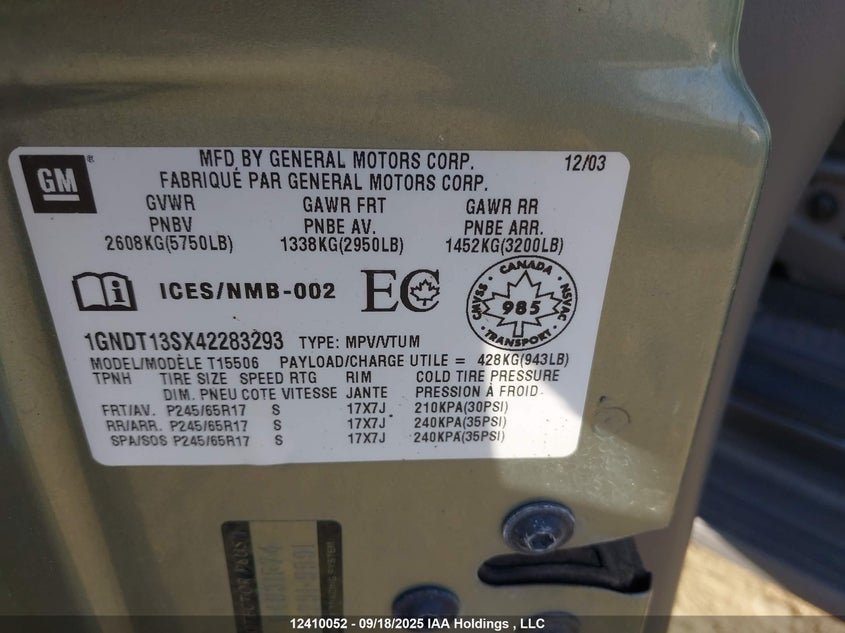 GM ®
MFD BY GENERAL MOTORS CORP. 12/03
FABRIQUÉ PAR GENERAL MOTORS CORP.
GVWR GAWR FRT GAWR RR
PNBV PNBE AV. PNBE ARR.
2608KG(5750LB) 1338KG(2950LB) 1452KG(3200LB)
i ICES/NMB-002 EC
CANADA
CMVSS 985 NSVAC
TRANSPORT
1GNDT13SX42283293 TYPE: MPV/VTUM
MODEL/MODÈLE T15506 PAYLOAD/CHARGE UTILE = 428KG(943LB)
TPNH TIRE SIZE SPEED RTG RIM COLD TIRE PRESSURE
DIM. PNEU COTE VITESSE JANTE PRESSION À FROID
FRT/AV. P245/65R17 S 17X7J 210KPA(30PSI)
RR/ARR. P245/65R17 S 17X7J 240KPA(35PSI)
SPA/SOS P245/65R17 S 17X7J 240KPA(35PSI)
12410052 - 09/18/2025 IAA Holdings , LLC